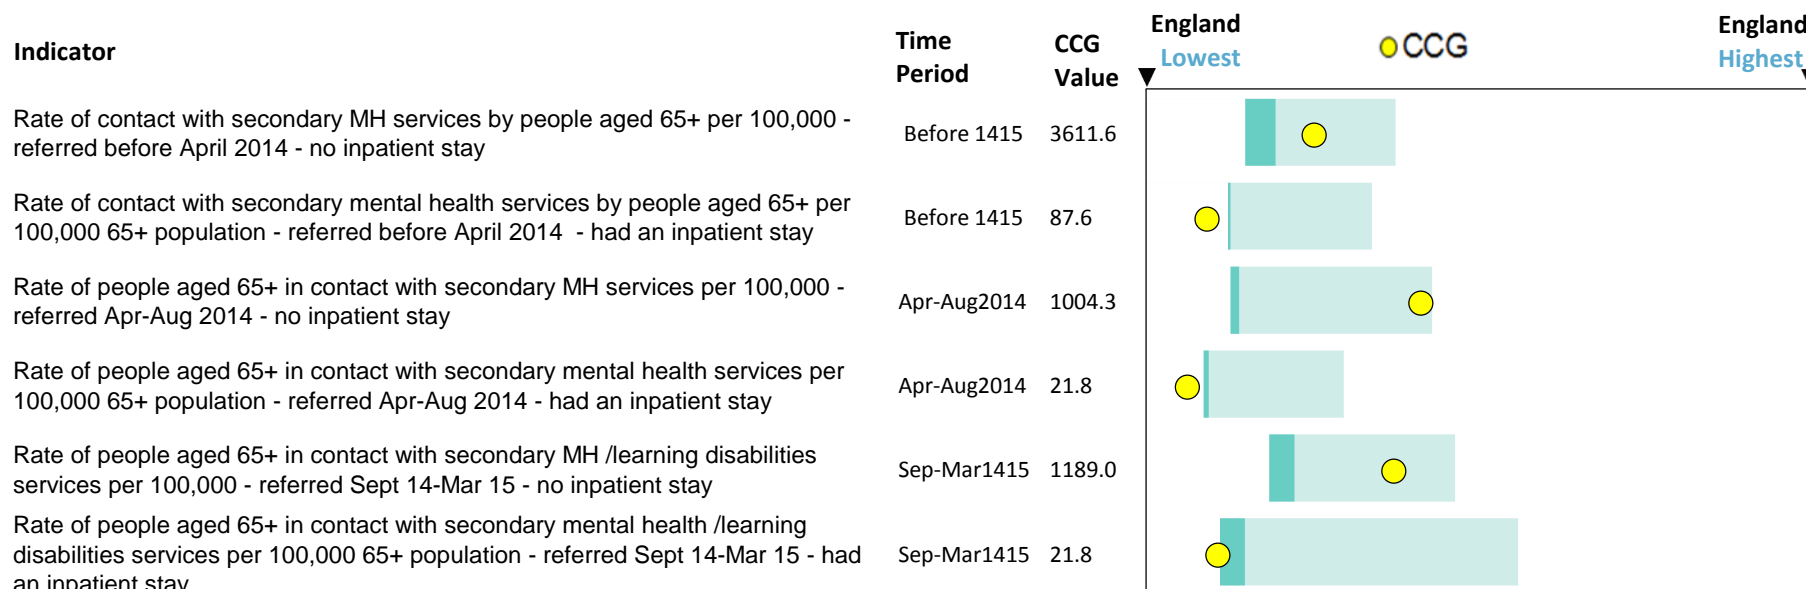 Indicator
Time
Period
CCG
Value
England
Lowest
CCG
England
Highest
Rate of contact with secondary MH services by people aged 65+ per 100,000 -
referred before April 2014 - no inpatient stay
Before 1415 3611.6
Rate of contact with secondary mental health services by people aged 65+ per
100,000 65+ population - referred before April 2014 - had an inpatient stay
Before 1415 87.6
Rate of people aged 65+ in contact with secondary MH services per 100,000 -
referred Apr-Aug 2014 - no inpatient stay
Apr-Aug2014 1004.3
Rate of people aged 65+ in contact with secondary mental health services per
100,000 65+ population - referred Apr-Aug 2014 - had an inpatient stay
Apr-Aug2014 21.8
Rate of people aged 65+ in contact with secondary MH /learning disabilities
services per 100,000 - referred Sept 14-Mar 15 - no inpatient stay
Sep-Mar1415 1189.0
Rate of people aged 65+ in contact with secondary mental health /learning
disabilities services per 100,000 65+ population - referred Sept 14-Mar 15 - had
an inpatient stay
Sep-Mar1415 21.8